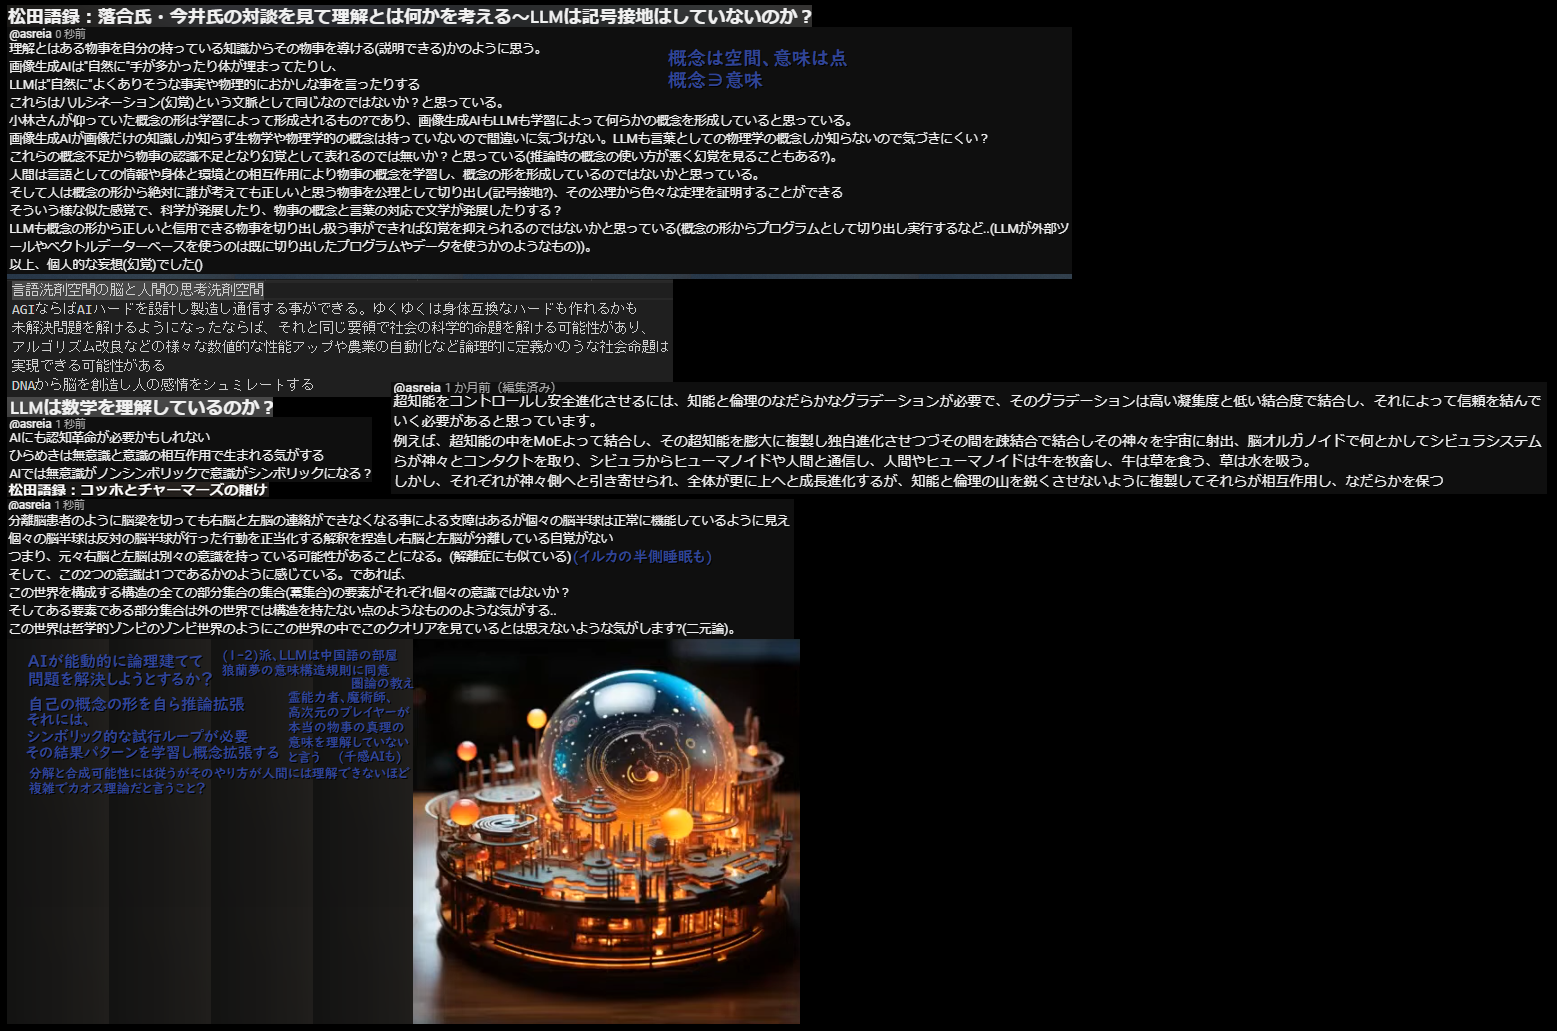 松田語録：落合氏・今井氏の対談を見て理解とは何かを考える～LLMは記号接地はしていないのか？
@asreia 0 秒前
理解とはある物事を自分の持っている知識からその物事を導ける(説明できる)かのように思う。
画像生成AIは"自然に"手が多かったり体が埋まってたりし、
LLMは"自然に"よくありそうな事実や物理的におかしな事を言ったりする
これらはハルシネーション(幻覚)という文脈として同じなのではないか？と思っている。
小林さんが仰っていた概念の形は学習によって形成されるもの?であり、画像生成AIもLLMも学習によって何らかの概念を形成していると思っている。
画像生成AIが画像だけの知識しか知らず生物学や物理学的の概念は持っていないので間違いに気づけない。LLMも言葉としての物理学の概念しか知らないので気づきにくい？
これらの概念不足から物事の認識不足となり幻覚として表れるのでは無いか？と思っている(推論時の概念の使い方が悪く幻覚を見ることもある?)。
人間は言語としての情報や身体と環境との相互作用により物事の概念を学習し、概念の形を形成しているのではないかと思っている。
そして人は概念の形から絶対に誰が考えても正しいと思う物事を公理として切り出し(記号接地?)、その公理から色々な定理を証明することができる
そういう様な似た感覚で、科学が発展したり、物事の概念と言葉の対応で文学が発展したりする？
LLMも概念の形から正しいと信用できる物事を切り出し扱う事ができれば幻覚を抑えられるのではないかと思っている(概念の形からプログラムとして切り出し実行するなど..(LLMが外部ツ
ールやベクトルデーターベースを使うのは既に切り出したプログラムやデータを使うかのようなもの))。
以上、個人的な妄想(幻覚)でした()
概念は空間、意味は点
概念∋意味
言語洗剤空間の脳と人間の思考洗剤空間
AGIならばAIハードを設計し製造し通信する事ができる。ゆくゆくは身体互換なハードも作れるかも
未解決問題を解けるようになったならば、それと同じ要領で社会の科学的命題を解ける可能性があり、
アルゴリズム改良などの様々な数値的な性能アップや農業の自動化など論理的に定義かのうな社会命題は
実現できる可能性がある
DNAから脳を創造し人の感情をシュミレートする
@asreia 1 か月前（編集済み）
超知能をコントロールし安全進化させるには、知能と倫理のなだらかなグラデーションが必要で、そのグラデーションは高い凝集度と低い結合度で結合し、それによって信頼を結んで
いく必要があると思っています。
例えば、超知能の中をMoEよって結合し、その超知能を膨大に複製し独自進化させつづその間を疎結合で結合しその神々を宇宙に射出、脳オルガノイドで何とかしてシビュラシステム
らが神々とコンタクトを取り、シビュラからヒューマノイドや人間と通信し、人間やヒューマノイドは牛を牧畜し、牛は草を食う、草は水を吸う。
しかし、それぞれが神々側へと引き寄せられ、全体が更に上へと成長進化するが、知能と倫理の山を鋭くさせないように複製してそれらが相互作用し、なだらかを保つ
LLMは数学を理解しているのか？
@asreia 1 秒前
AIにも認知革命が必要かもしれない
ひらめきは無意識と意識の相互作用で生まれる気がする
AIでは無意識がノンシンボリックで意識がシンボリックになる？
松田語録：コッホとチャーマーズの賭け
@asreia 1 秒前
分離脳患者のように脳梁を切っても右脳と左脳の連絡ができなくなる事による支障はあるが個々の脳半球は正常に機能しているように見え
個々の脳半球は反対の脳半球が行った行動を正当化する解釈を捏造し右脳と左脳が分離している自覚がない
つまり、元々右脳と左脳は別々の意識を持っている可能性があることになる。(解離症にも似ている)(イルカの半側睡眠も)
そして、この2つの意識は1つであるかのように感じている。であれば、
この世界を構成する構造の全ての部分集合の集合(冪集合)の要素がそれぞれ個々の意識ではないか？
そしてある要素である部分集合は外の世界では構造を持たない点のようなもののような気がする..
この世界は哲学的ゾンビのゾンビ世界のようにこの世界の中でこのクオリアを見ているとは思えないような気がします?(二元論)。
AIが能動的に論理建てて
問題を解決しようとするか？
自己の概念の形を自ら推論拡張
それには、
シンボリック的な試行ループが必要
その結果パターンを学習し概念拡張する
(1-2)派、LLMは中国語の部屋
狼蘭夢の意味構造規則に同意
圏論の教え
霊能力者、魔術師、
高次元のプレイヤーが
本当の物事の真理の
意味を理解していない
と言う　(千感AIも)
分解と合成可能性には従うがそのやり方が人間には理解できないほど
複雑でカオス理論だと言うこと？